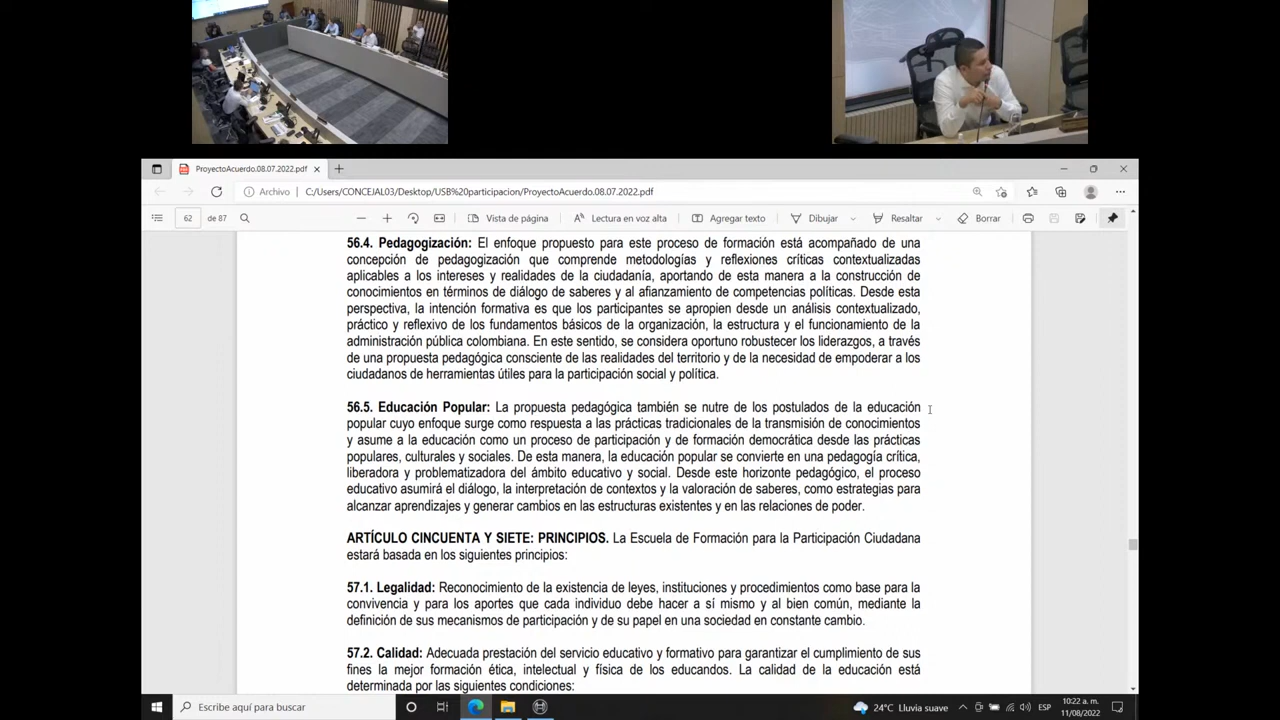 ProyectoAcuerdo.08.07.2022.pdf
Archivo C:/Users/CONCEJAL03/Desktop/USB%20participacion/ProyectoAcuerdo.08.07.2022.pdf
62 de 87 Vista de página Lectura en voz alta Agregar texto Dibujar Resaltar Borrar
56.4. Pedagogización: El enfoque propuesto para este proceso de formación está acompañado de una
concepción de pedagogización que comprende metodologías y reflexiones críticas contextualizadas
aplicables a los intereses y realidades de la ciudadanía, aportando de esta manera a la construcción de
conocimientos en términos de diálogo de saberes y al afianzamiento de competencias políticas. Desde esta
perspectiva, la intención formativa es que los participantes se apropien desde un análisis contextualizado,
práctico y reflexivo de los fundamentos básicos de la organización, la estructura y el funcionamiento de la
administración pública colombiana. En este sentido, se considera oportuno robustecer los liderazgos, a través
de una propuesta pedagógica consciente de las realidades del territorio y de la necesidad de empoderar a los
ciudadanos de herramientas útiles para la participación social y política.
56.5. Educación Popular: La propuesta pedagógica también se nutre de los postulados de la educación
popular cuyo enfoque surge como respuesta a las prácticas tradicionales de la transmisión de conocimientos
y asume a la educación como un proceso de participación y de formación democrática desde las prácticas
populares, culturales y sociales. De esta manera, la educación popular se convierte en una pedagogía crítica,
liberadora y problematizadora del ámbito educativo y social. Desde este horizonte pedagógico, el proceso
educativo asumirá el diálogo, la interpretación de contextos y la valoración de saberes, como estrategias para
alcanzar aprendizajes y generar cambios en las estructuras existentes y en las relaciones de poder.
ARTÍCULO CINCUENTA Y SIETE: PRINCIPIOS. La Escuela de Formación para la Participación Ciudadana
estará basada en los siguientes principios:
57.1. Legalidad: Reconocimiento de la existencia de leyes, instituciones y procedimientos como base para la
convivencia y para los aportes que cada individuo debe hacer a sí mismo y al bien común, mediante la
definición de sus mecanismos de participación y de su papel en una sociedad en constante cambio.
57.2. Calidad: Adecuada prestación del servicio educativo y formativo para garantizar el cumplimiento de sus
fines la mejor formación ética, intelectual y física de los educandos. La calidad de la educación está
determinada por las siguientes condiciones:
Escribe aquí para buscar 24°C Lluvia suave ESP 10:22 a. m.
11/08/2022